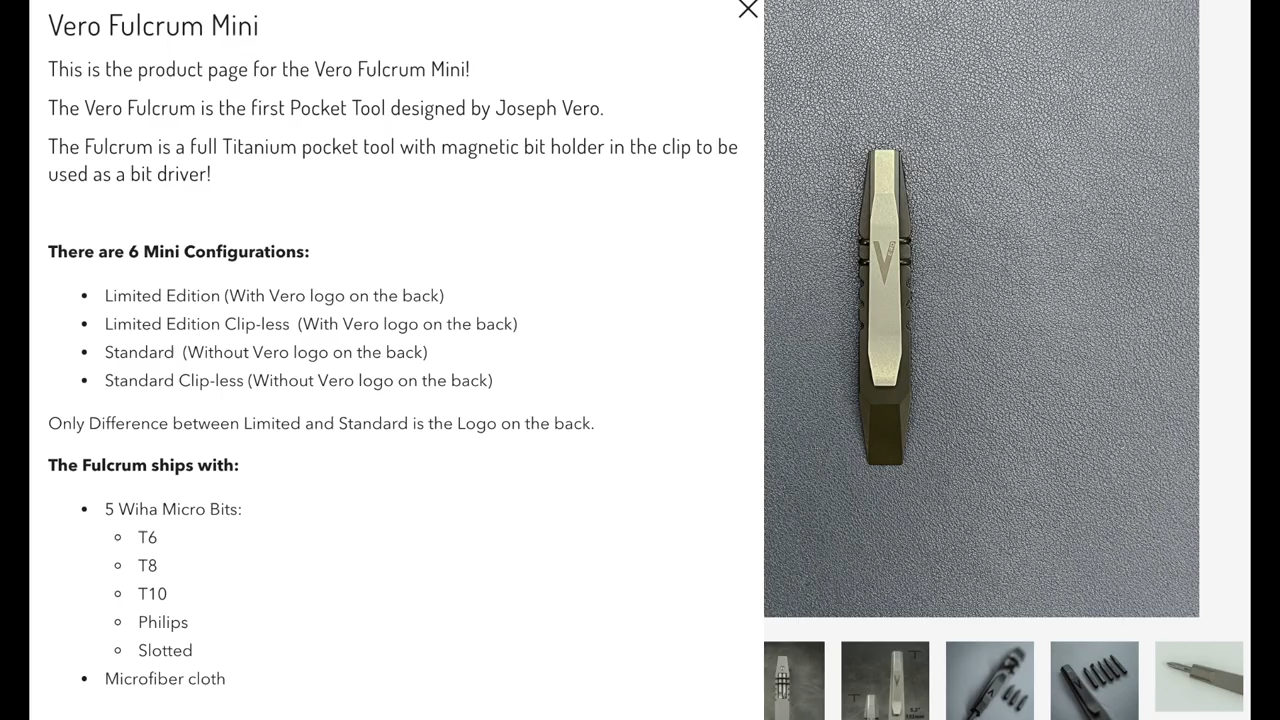 Vero Fulcrum Mini
This is the product page for the Vero Fulcrum Mini!
The Vero Fulcrum is the first Pocket Tool designed by Joseph Vero.
The Fulcrum is a full Titanium pocket tool with magnetic bit holder in the clip to be
used as a bit driver!
There are 6 Mini Configurations:
Limited Edition (With Vero logo on the back)
Limited Edition Clip-less (With Vero logo on the back)
Standard (Without Vero logo on the back)
Standard Clip-less (Without Vero logo on the back)
Only Difference between Limited and Standard is the Logo on the back.
The Fulcrum ships with:
5 Wiha Micro Bits:
T6
T8
T10
Philips
Slotted
Microfiber cloth